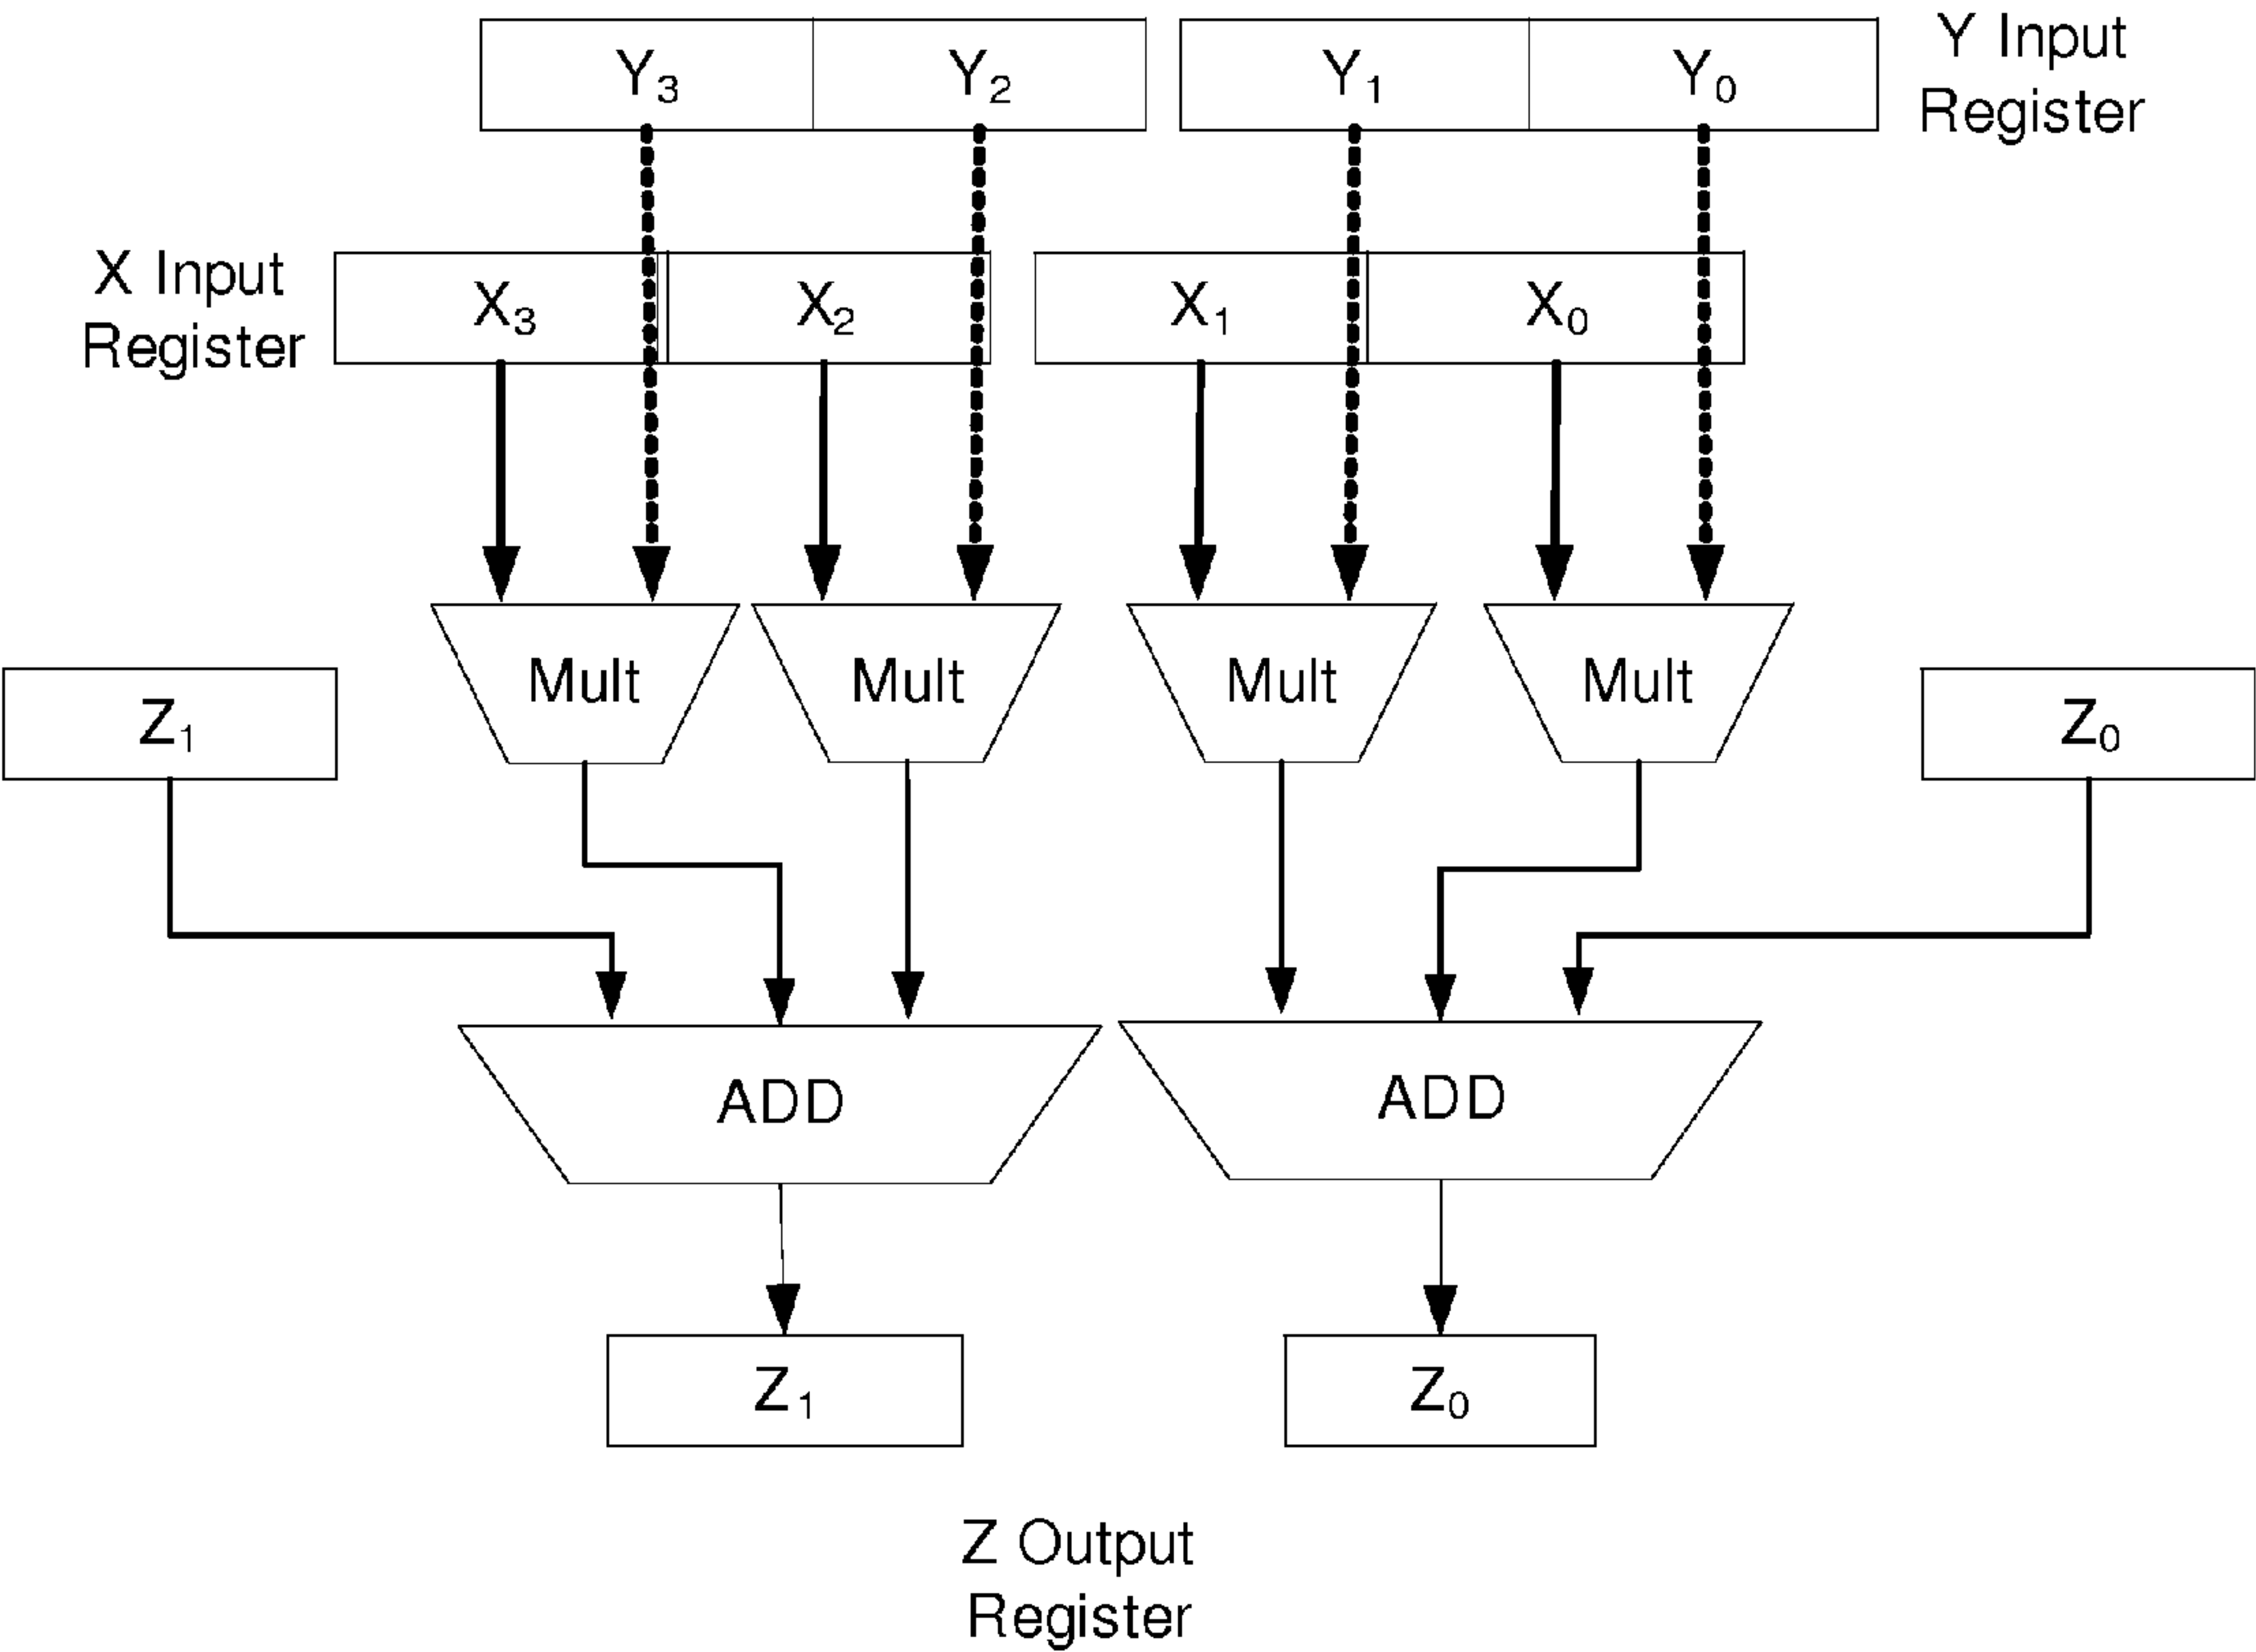 Y3 Y2 Y1 Y0
Y Input
Register
X Input
Register
X3 X2 X1 X0
Mult Mult Mult Mult
Z1 Z0
ADD ADD
Z1 Z0
Z Output
Register